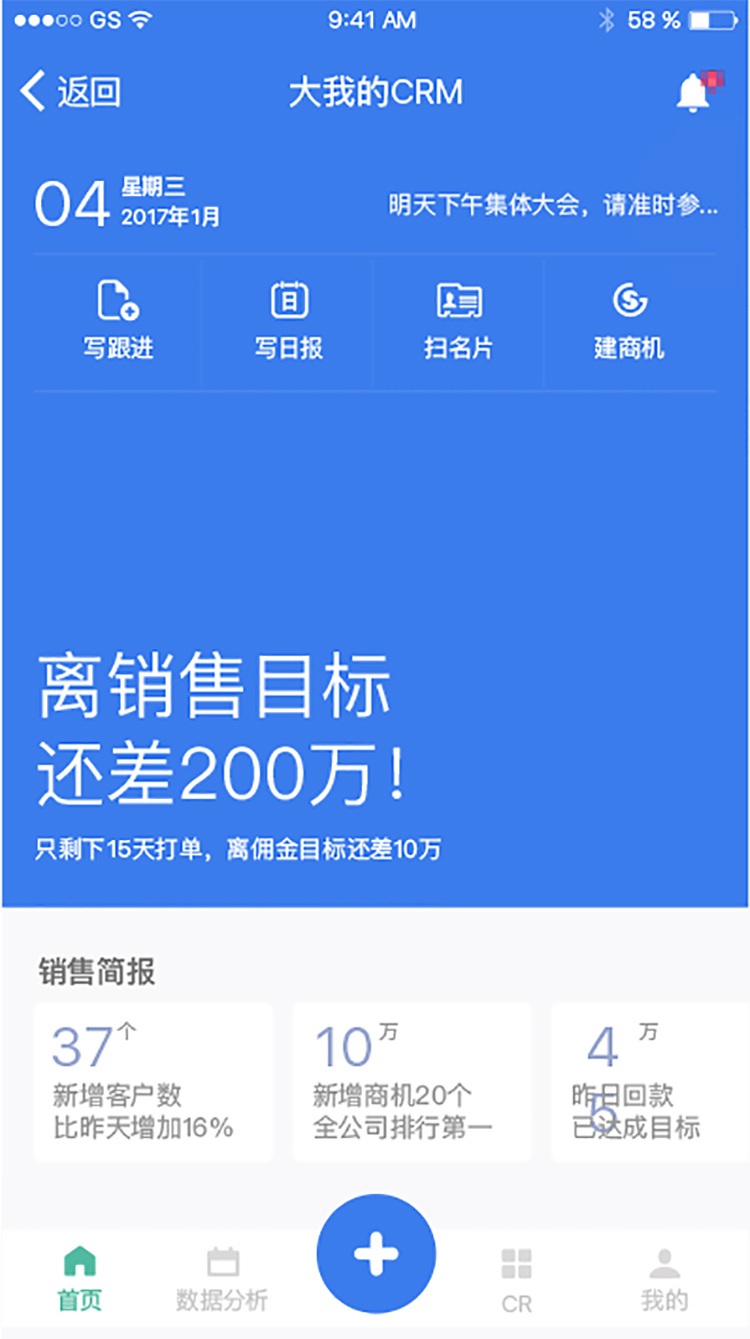 GS 9:41 AM 58 %
返回 大我的CRM
04 星期三
2017年1月
明天下午集体大会，请准时参...
写跟进 写日报 扫名片 建商机
离销售目标
还差200万！
只剩下15天打单，离佣金目标还差10万
销售简报
37个 10万 4万
5
新增客户数 新增商机20个 昨日回款
比昨天增加16% 全公司排行第一 已达成目标
首页 数据分析 CR 我的